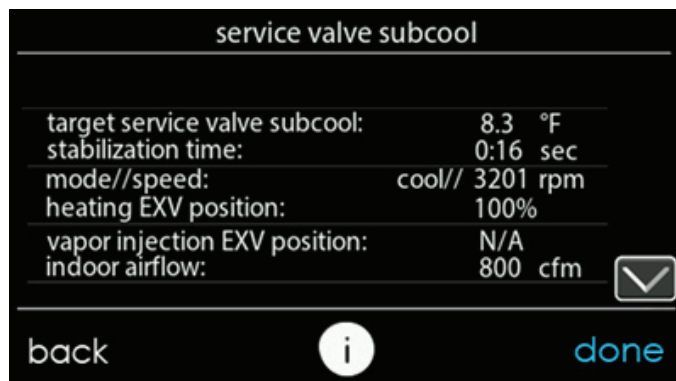 service valve subcool
target service valve subcool: 8.3 °F
stabilization time: 0:16 sec
mode//speed: cool// 3201 rpm
heating EXV position: 100%
vapor injection EXV position: N/A
indoor airflow: 800 cfm
back i done